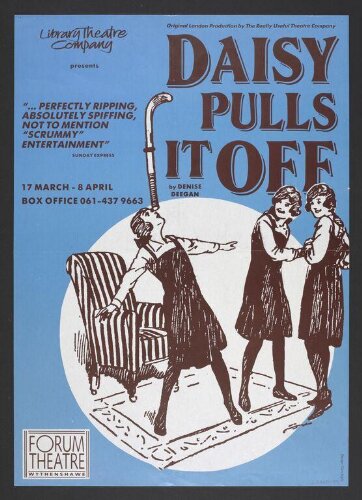 Library Theatre
Company
presents
Original London Production by The Really Useful Theatre Company
DAISY
PULLS
IT OFF
by DENISE
DEEGAN
"... PERFECTLY RIPPING,
ABSOLUTELY SPIFFING,
NOT TO MENTION
"SCRUMMY"
ENTERTAINMENT"
SUNDAY EXPRESS
17 MARCH - 8 APRIL
BOX OFFICE 061-437 9663
FORUM
THEATRE
WYTHENSHAWE